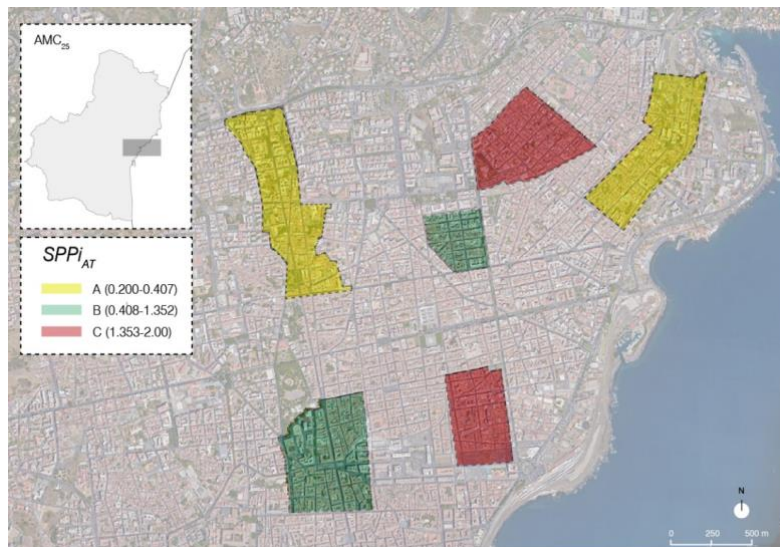 AMC25
SPPiAT
A (0.200-0.407)
B (0.408-1.352)
C (1.353-2.00)
N
0 250 500 m